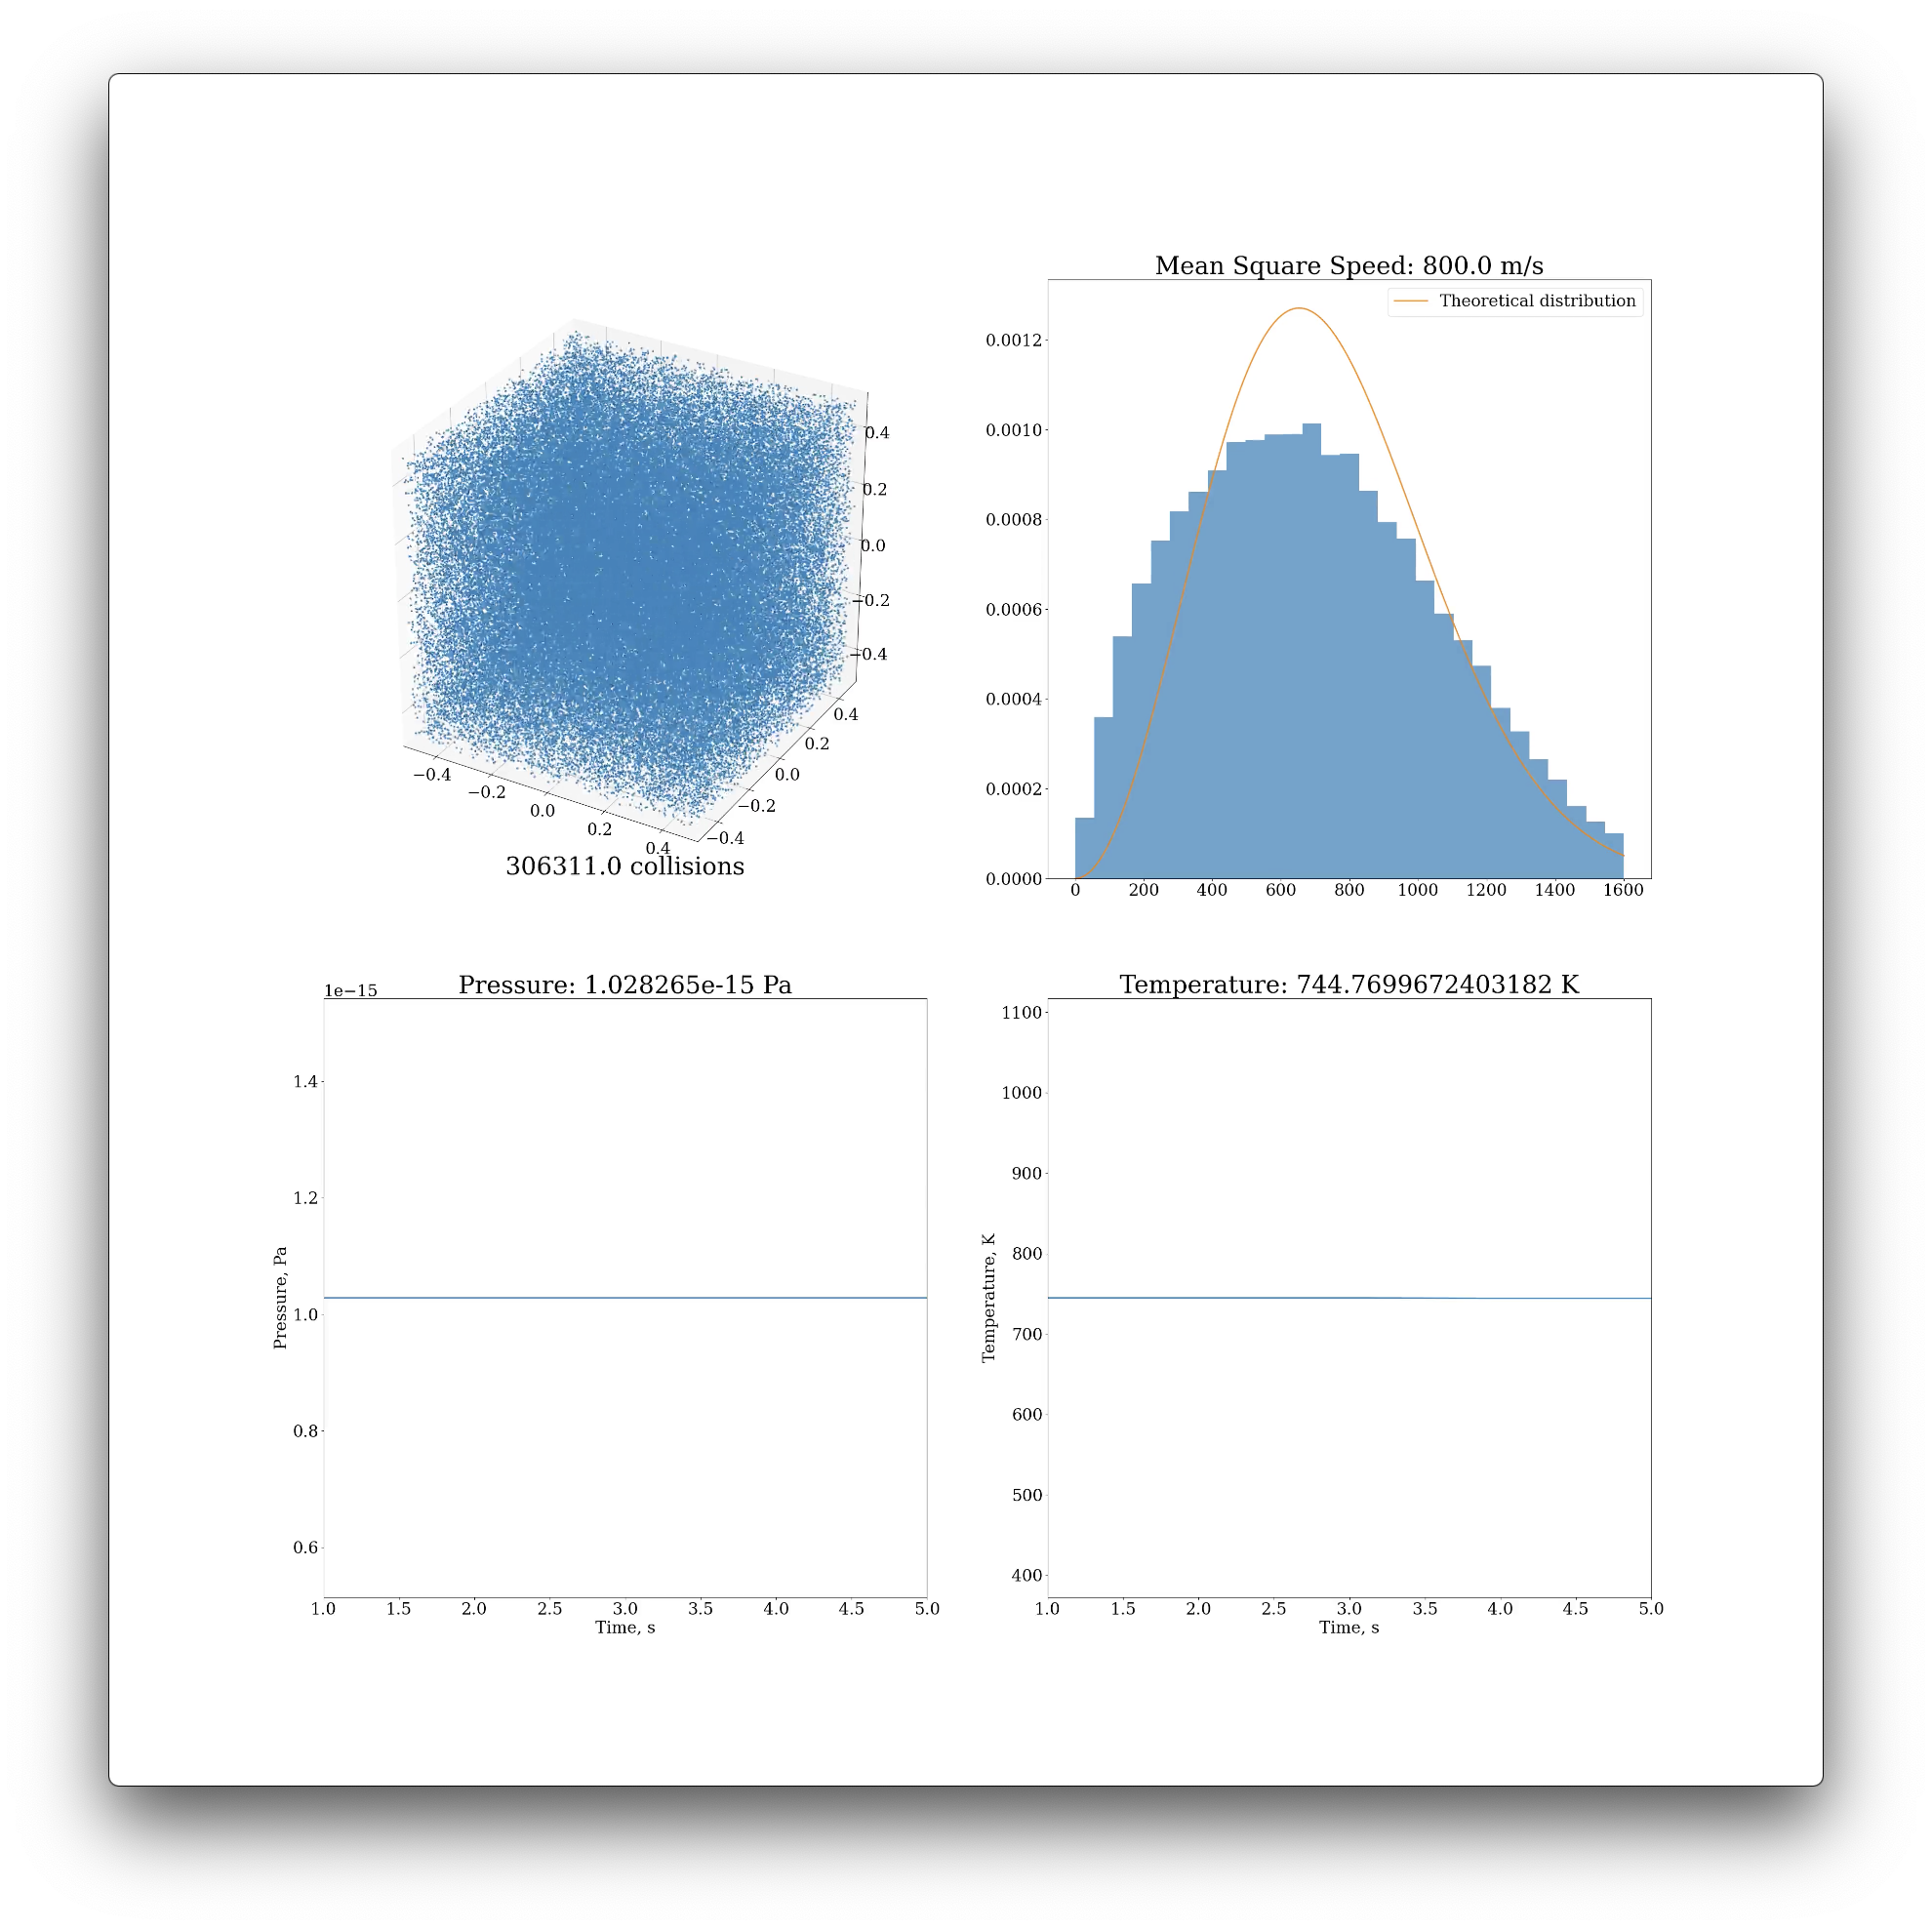 Mean Square Speed: 800.0 m/s
Theoretical distribution
0.0012
0.0010
0.0008
0.0006
0.0004
0.0002
0.0000
0 200 400 600 800 1000 1200 1400 1600
0.4
0.2
0.0
−0.2
−0.4
0.4
0.2
0.0
−0.2
−0.4
−0.4
−0.2
0.0
0.2
0.4
306311.0 collisions
Pressure: 1.028265e-15 Pa
1e−15
1.4
1.2
1.0
0.8
0.6
Pressure, Pa
1.0 1.5 2.0 2.5 3.0 3.5 4.0 4.5 5.0
Time, s
Temperature: 744.7699672403182 K
1100
1000
900
800
700
600
500
400
Temperature, K
1.0 1.5 2.0 2.5 3.0 3.5 4.0 4.5 5.0
Time, s